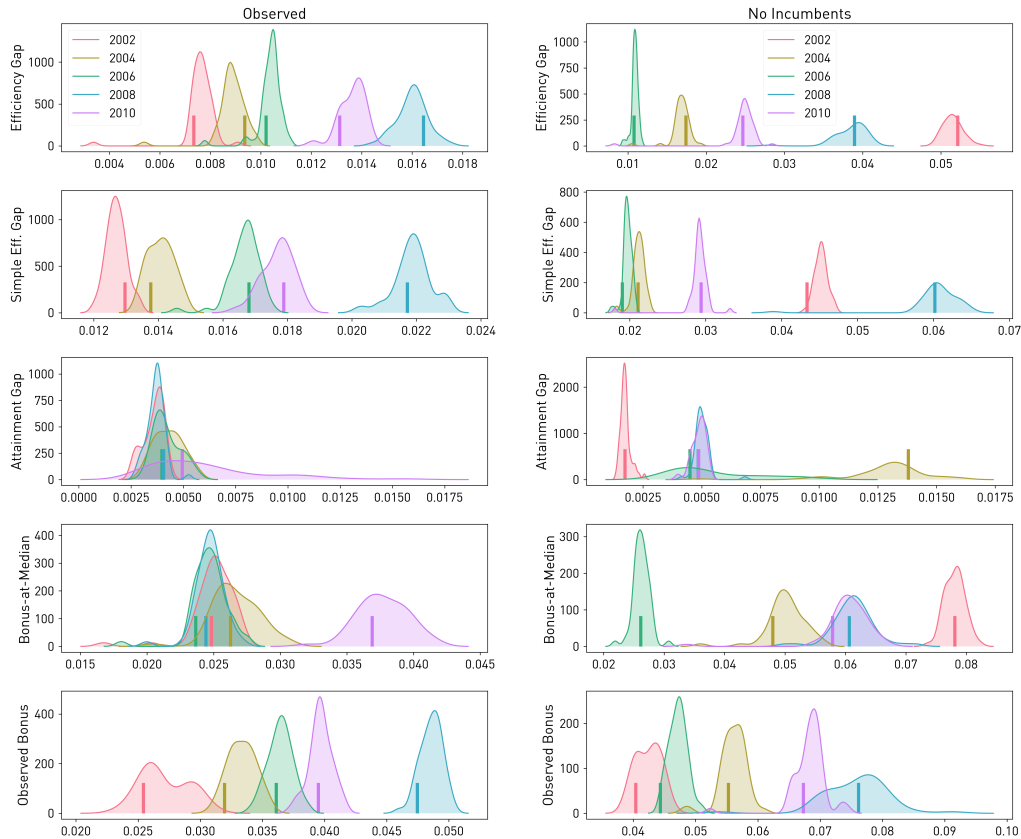 Observed
No Incumbents
Efficiency Gap
1000
500
0
2002
2004
2006
2008
2010
0.004 0.006 0.008 0.010 0.012 0.014 0.016 0.018
Efficiency Gap
1000
750
500
250
0
2002
2004
2006
2008
2010
0.01 0.02 0.03 0.04 0.05
Simple Eff. Gap
1000
500
0
0.012 0.014 0.016 0.018 0.020 0.022 0.024
Simple Eff. Gap
800
600
400
200
0
0.02 0.03 0.04 0.05 0.06 0.07
Attainment Gap
1000
750
500
250
0
0.0000 0.0025 0.0050 0.0075 0.0100 0.0125 0.0150 0.0175
Attainment Gap
2000
1000
0
0.0025 0.0050 0.0075 0.0100 0.0125 0.0150 0.0175
Bonus-at-Median
400
300
200
100
0
0.015 0.020 0.025 0.030 0.035 0.040 0.045
Bonus-at-Median
300
200
100
0
0.02 0.03 0.04 0.05 0.06 0.07 0.08
Observed Bonus
400
200
0
0.020 0.025 0.030 0.035 0.040 0.045 0.050
Observed Bonus
200
100
0
0.04 0.05 0.06 0.07 0.08 0.09 0.10